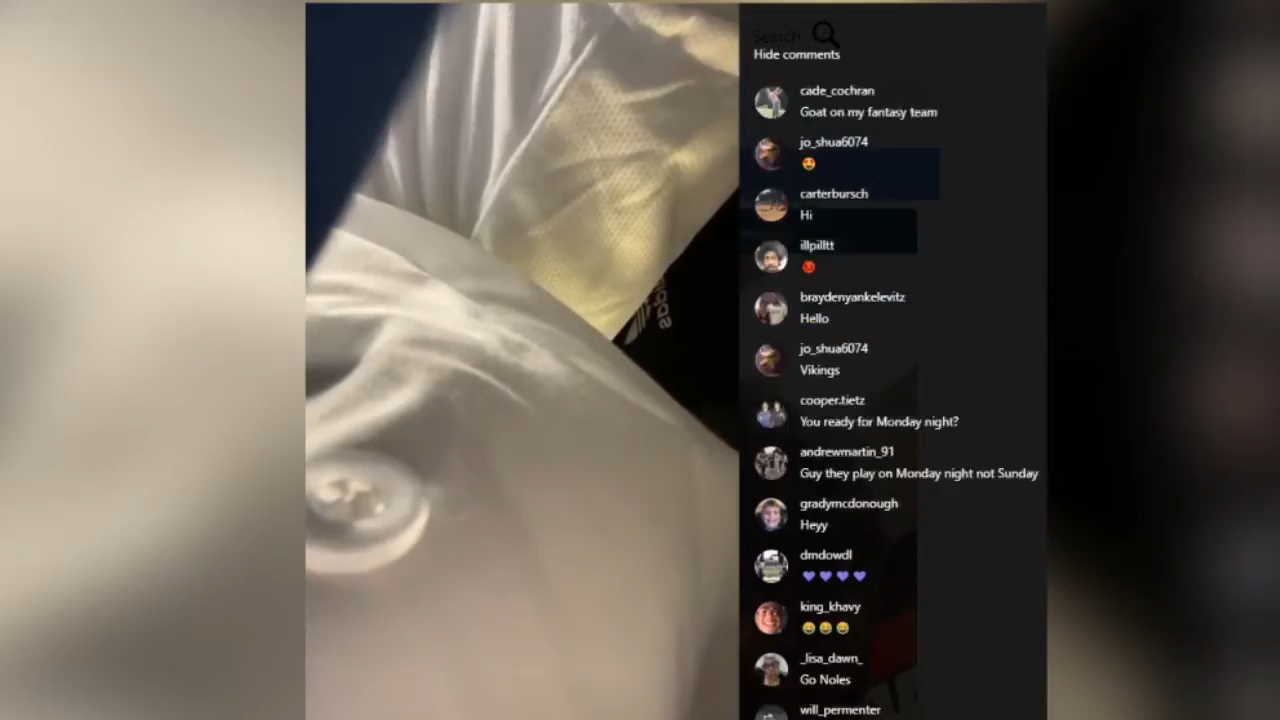 Search
Hide comments
cade_cochran
Goat on my fantasy team
jo_shua6074
carterbursch
Hi
illpilltt
braydenyankelevitz
Hello
jo_shua6074
Vikings
cooper.tietz
You ready for Monday night?
andrewmartin_91
Guy they play on Monday night not Sunday
gradymcdonough
Heyy
dmdowdl
king_khavy
_lisa_dawn_
Go Noles
will_permenter
adidas